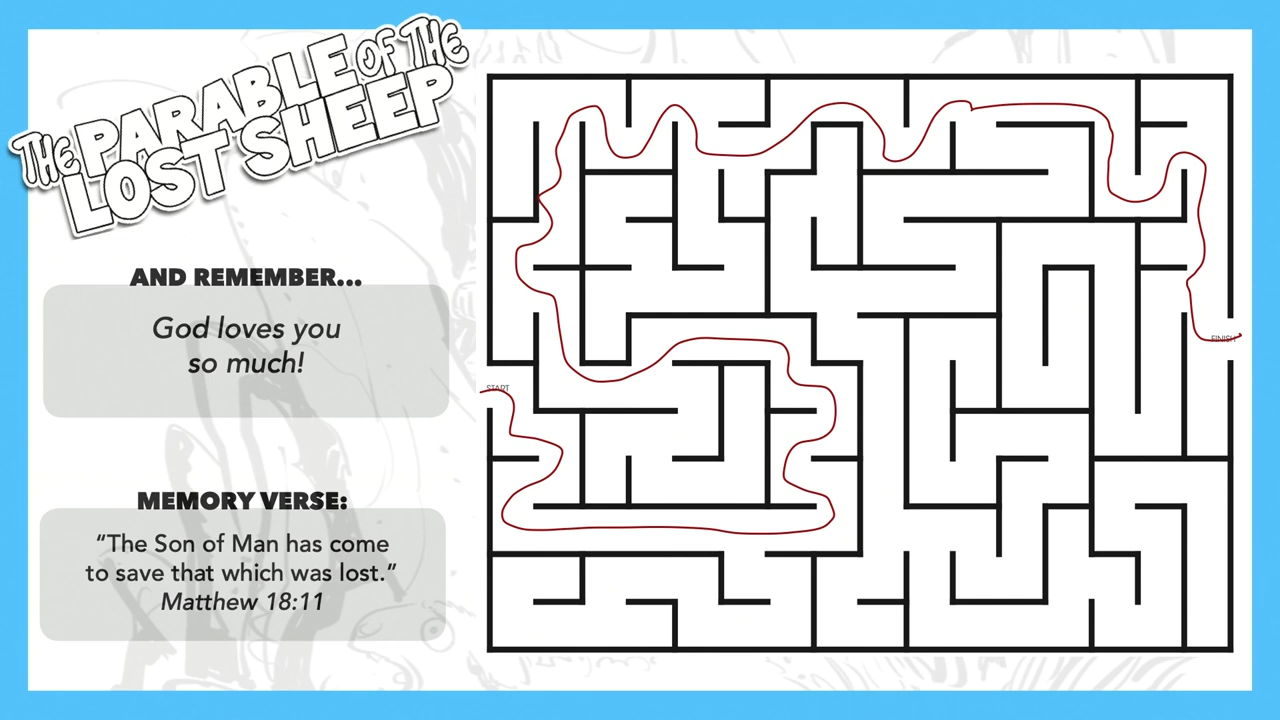 THE PARABLE OF THE
LOST SHEEP
AND REMEMBER...
God loves you
so much!
MEMORY VERSE:
“The Son of Man has come
to save that which was lost.“
Matthew 18:11
START
FINISH